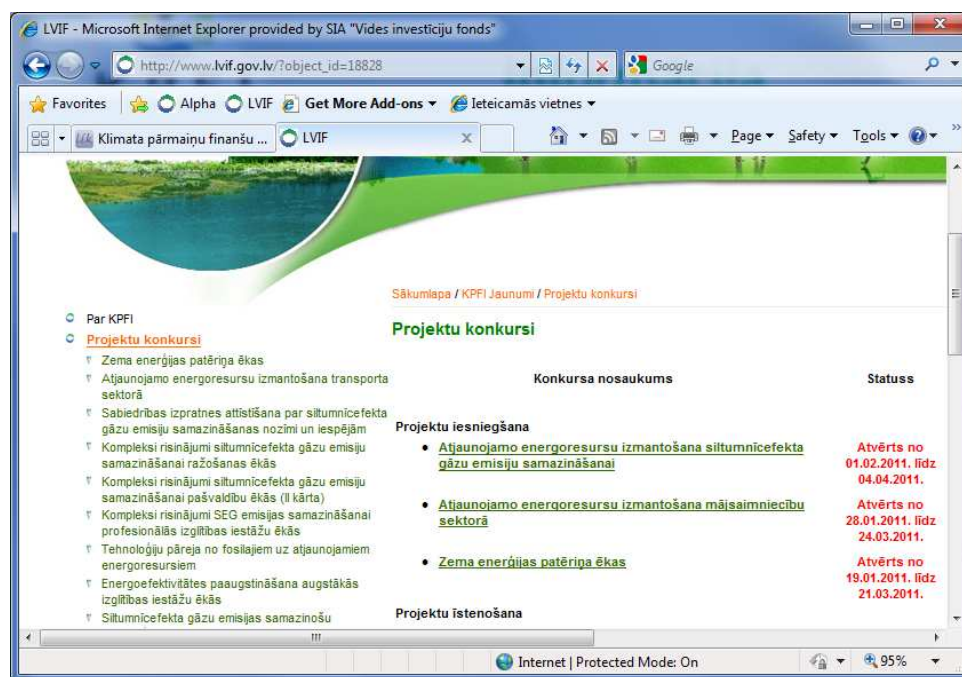 LVIF - Microsoft Internet Explorer provided by SIA "Vides investīciju fonds"
http://www.lvif.gov.lv/?object_id=18828
Google
Favorites
Alpha
LVIF
Get More Add-ons
Ieteicamās vietnes
Klimata pārmaiņu finanšu ...
LVIF
Page
Safety
Tools
Sākumlapa / KPFI Jaunumi / Projektu konkursi
Par KPFI
Projektu konkursi
Zema enerģijas patēriņa ēkas
Atjaunojamo energoresursu izmantošana transporta
sektorā
Sabiedrības izpratnes attīstīšana par siltumnīcefekta
gāzu emisiju samazināšanas nozīmi un iespējām
Kompleksi risinājumi siltumnīcefekta gāzu emisiju
samazināšanai ražošanas ēkās
Kompleksi risinājumi siltumnīcefekta gāzu emisiju
samazināšanai pašvaldību ēkās (II kārta)
Kompleksi risinājumi SEG emisijas samazināšanai
profesionālās izglītības iestāžu ēkās
Tehnoloģiju pāreja no fosilajiem uz atjaunojamiem
energoresursiem
Energoefektivitātes paaugstināšana augstākās
izglītības iestāžu ēkās
Siltumnīcefekta gāzu emisijas samazinošu
Projektu konkursi
Konkursa nosaukums
Statuss
Projektu iesniegšana
Atjaunojamo energoresursu izmantošana siltumnīcefekta
gāzu emisiju samazināšanai
Atvērts no
01.02.2011. līdz
04.04.2011.
Atjaunojamo energoresursu izmantošana mājsaimniecību
sektorā
Atvērts no
28.01.2011. līdz
24.03.2011.
Zema enerģijas patēriņa ēkas
Atvērts no
19.01.2011. līdz
21.03.2011.
Projektu īstenošana
Internet | Protected Mode: On
95%